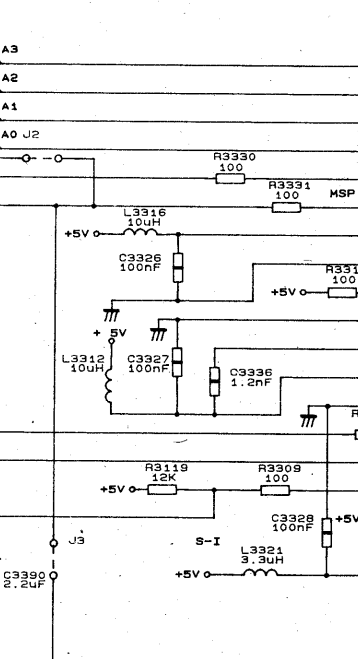 A3
A2
A1
A0 J2
R3330
100
R3331
100
MSP
L3316
10uH
+5V
C3326
100nF
R331
100
+5V
+ 5V
L3312
10uH
C3327
100nF
C3336
1.2nF
R
R3119
12K
+5V
R3309
100
C3328
100nF
+5V
J3
S-I
L3321
3.3uH
+5V
C3390
2.2uF